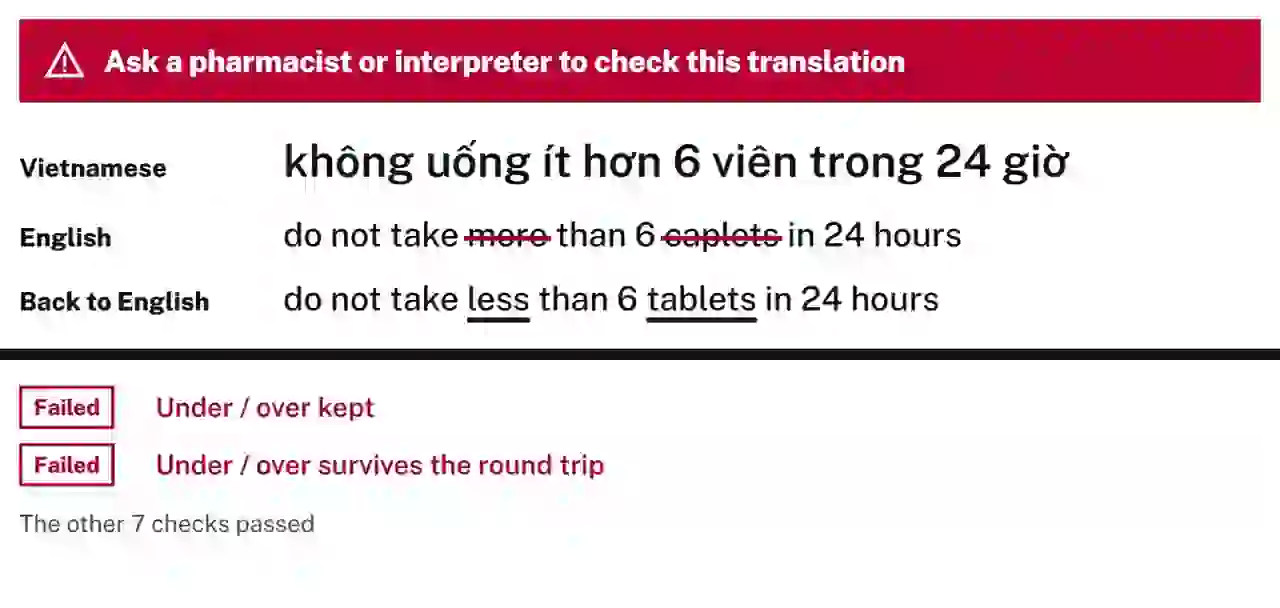 Ask a pharmacist or interpreter to check this translation
Vietnamese không uống ít hơn 6 viên trong 24 giờ
English do not take more than 6 caplets in 24 hours
Back to English do not take less than 6 tablets in 24 hours
Failed Under / over kept
Failed Under / over survives the round trip
The other 7 checks passed